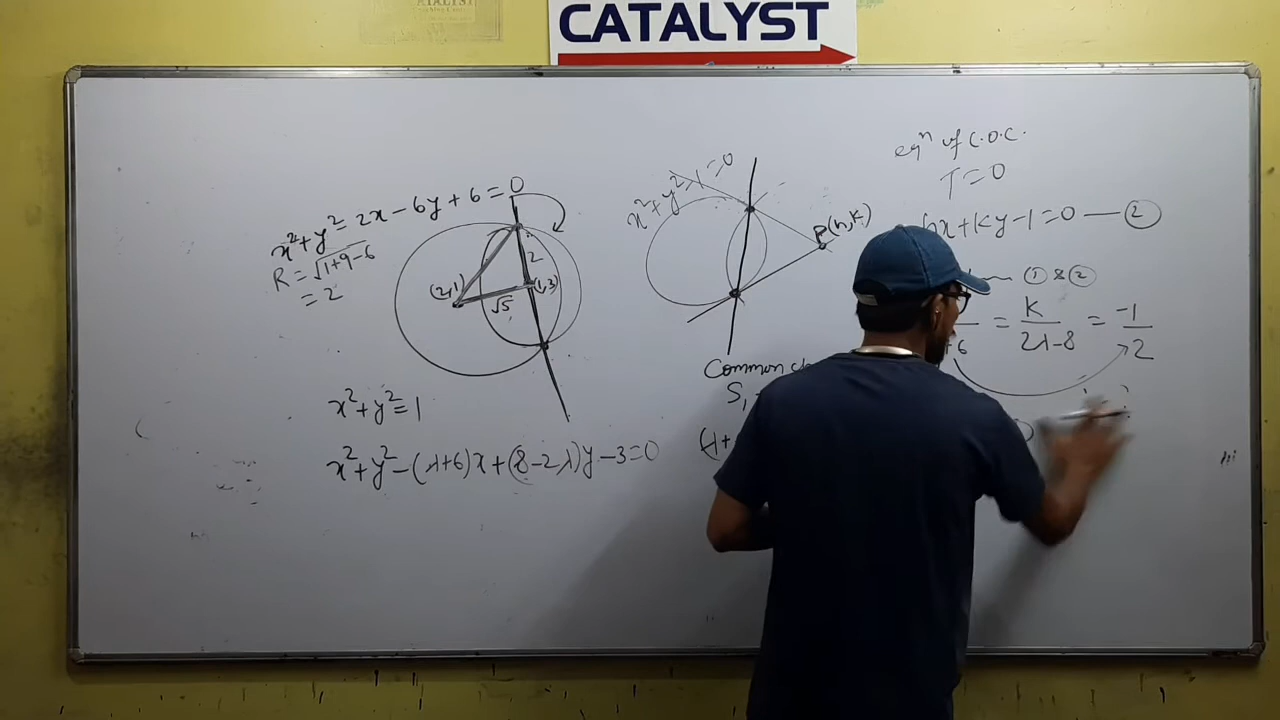 CATALYST
x²+y²-2x-6y+6=0
R=√1+9-6
=2
(2,1)
2
(1,3)
√5
x²+y²=1
x²+y²-(λ+6)x+(8-2λ)y-3=0
x²+y²-1=0
P(h,k)
Common
S₁
eqⁿ of C.O.C.
T=0
hx+ky-1=0 — ②
① & ②
= K/2λ-8 = -1/2
+6